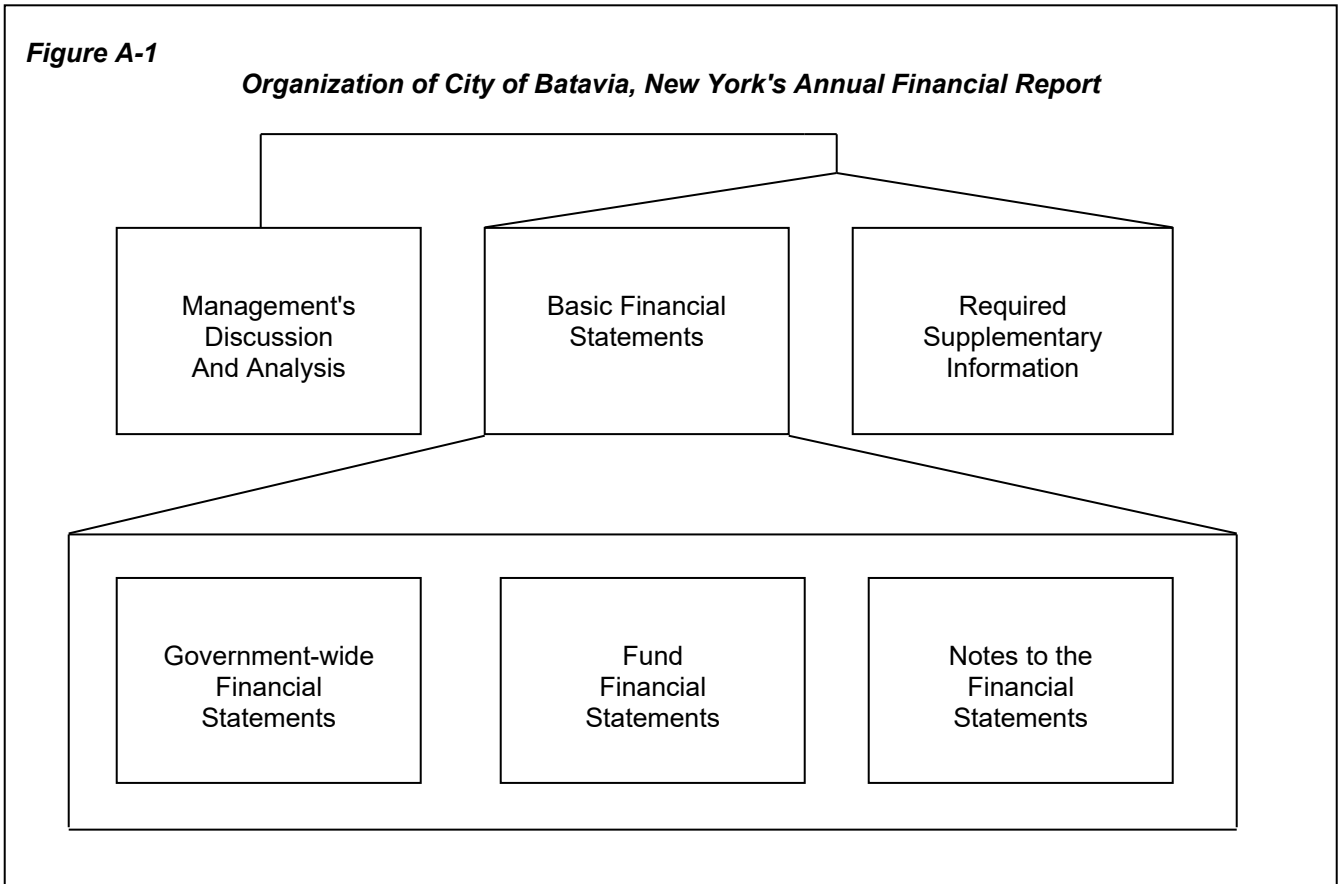 Figure A-1
Organization of City of Batavia, New York's Annual Financial Report
Management's
Discussion
And Analysis
Basic Financial
Statements
Required
Supplementary
Information
Government-wide
Financial
Statements
Fund
Financial
Statements
Notes to the
Financial
Statements